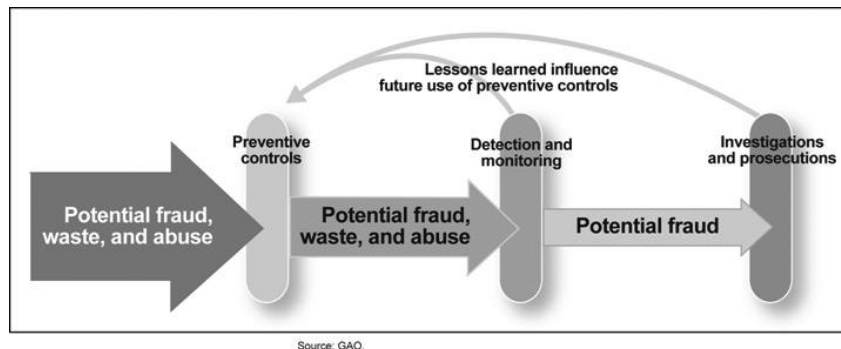 Lessons learned influence
future use of preventive controls
Preventive
controls
Detection and
monitoring
Investigations
and prosecutions
Potential fraud,
waste, and abuse
Potential fraud,
waste, and abuse
Potential fraud
Source: GAO.